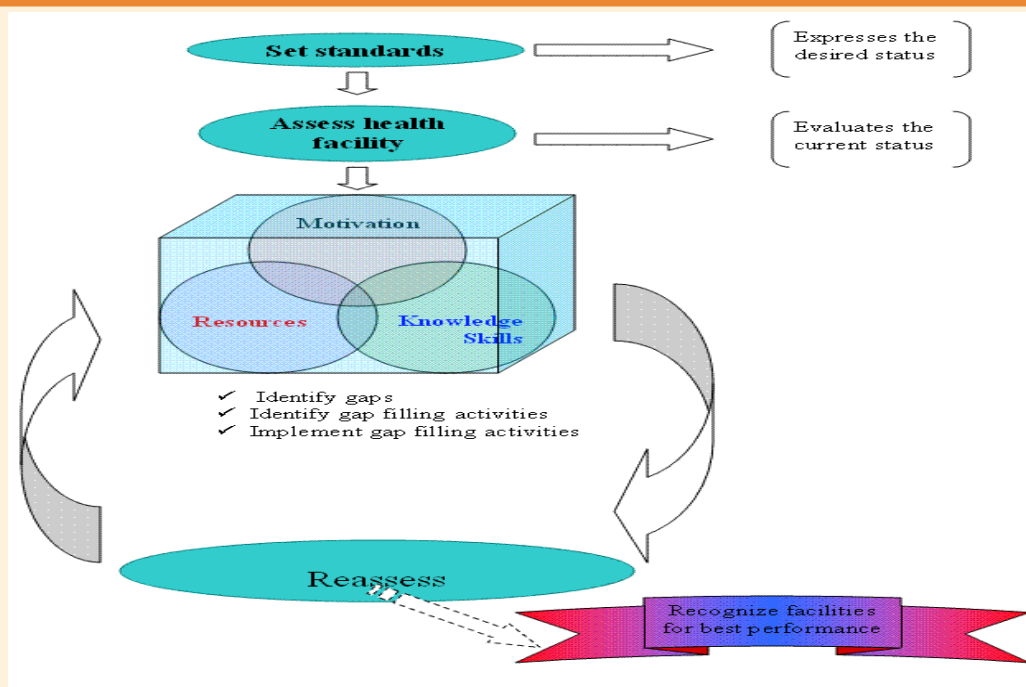 Set standards
Expresses the
desired status
Assess health
facility
Evaluates the
current status
Motivation
Resources
Knowledge
Skills
✓ Identify gaps
✓ Identify gap filling activities
✓ Implement gap filling activities
Reassess
Recognize facilities
for best performance